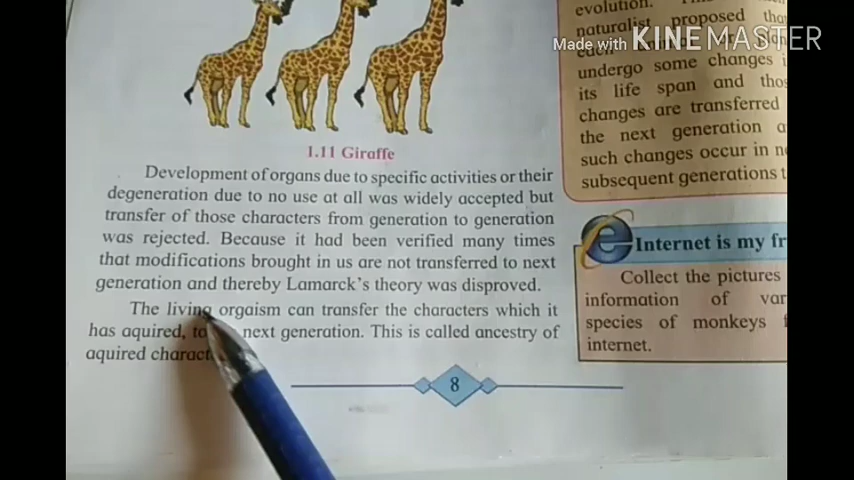 1.11 Giraffe
Development of organs due to specific activities or their
degeneration due to no use at all was widely accepted but
transfer of those characters from generation to generation
was rejected. Because it had been verified many times
that modifications brought in us are not transferred to next
generation and thereby Lamarck's theory was disproved.
The living orgaism can transfer the characters which it
has aquired, to next generation. This is called ancestry of
aquired
8
evolution.
naturalist proposed
each
undergo some changes
its life span and
changes are transferred
the next generation
such changes occur in
subsequent generations
Internet is my
Collect the pictures
information of
species of monkeys
internet.
Made with KINEMASTER